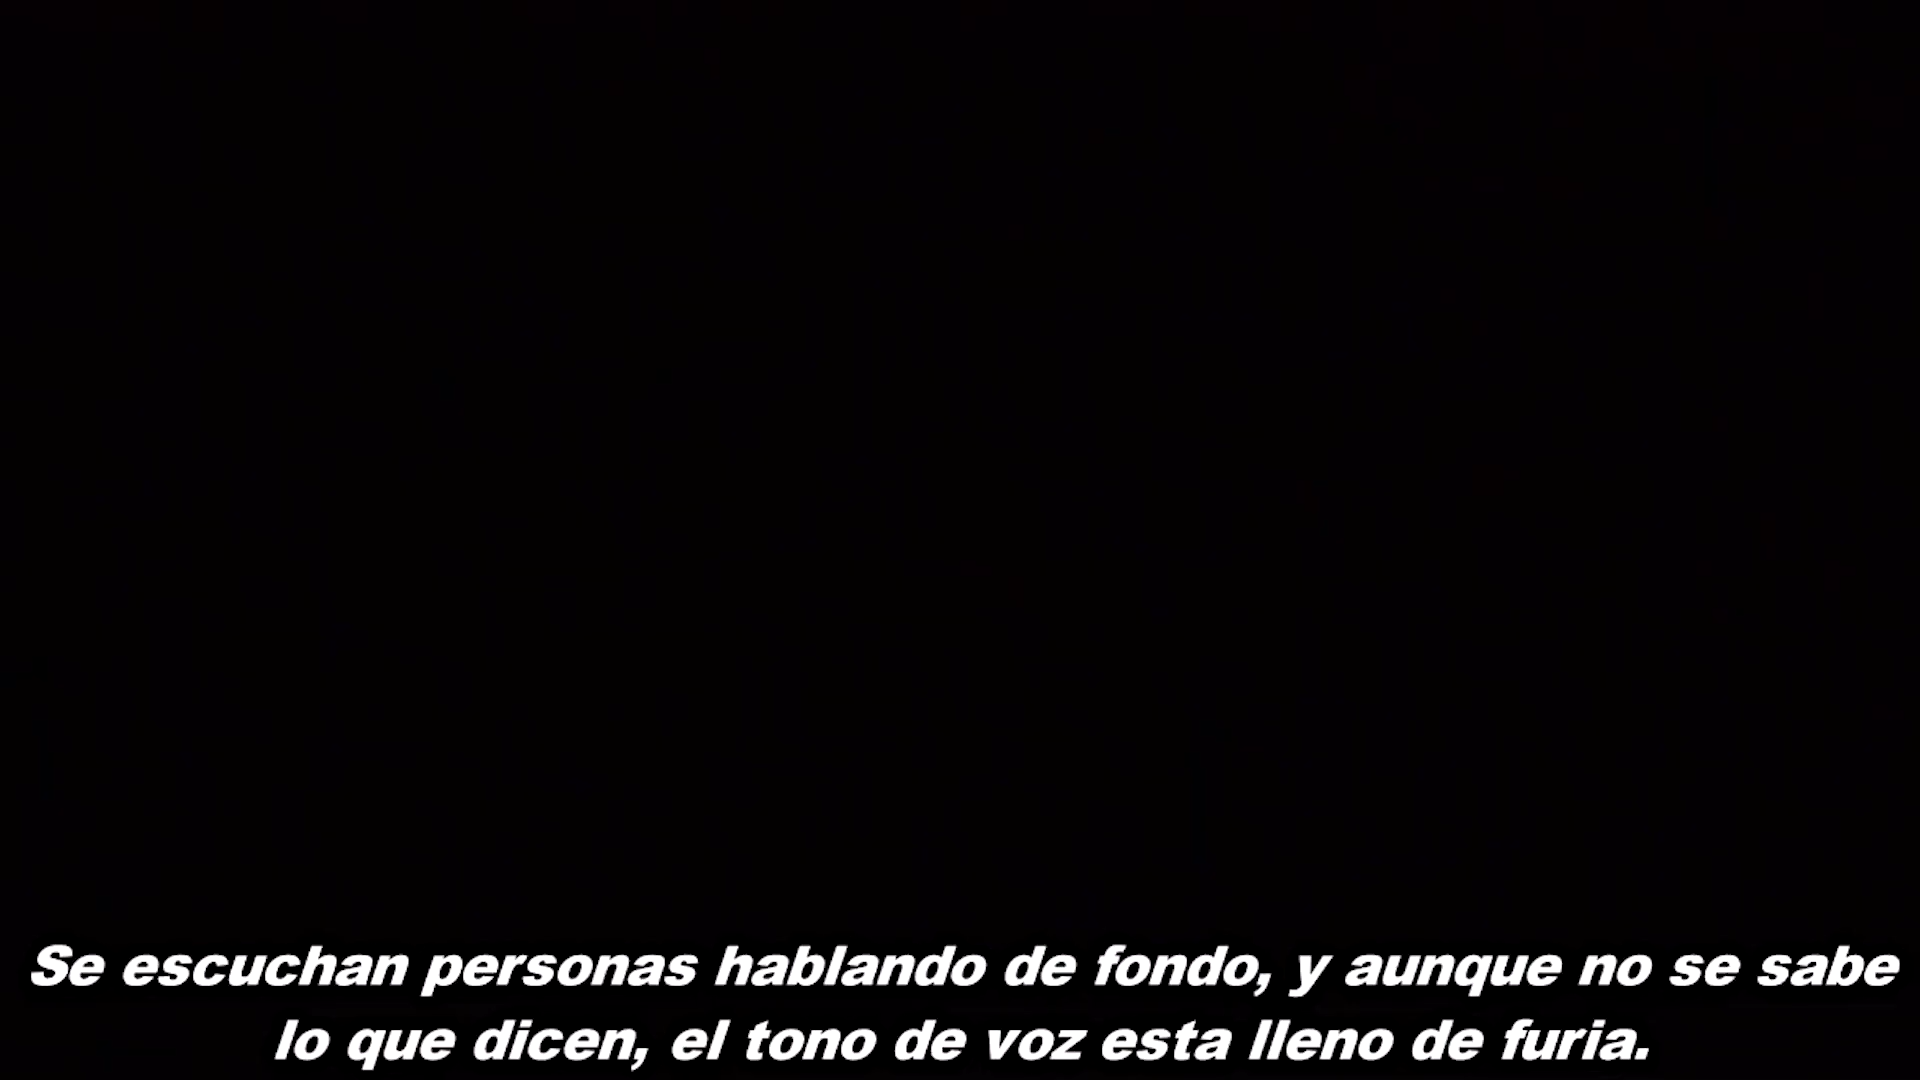 Se escuchan personas hablando de fondo, y aunque no se sabe
lo que dicen, el tono de voz esta lleno de furia.